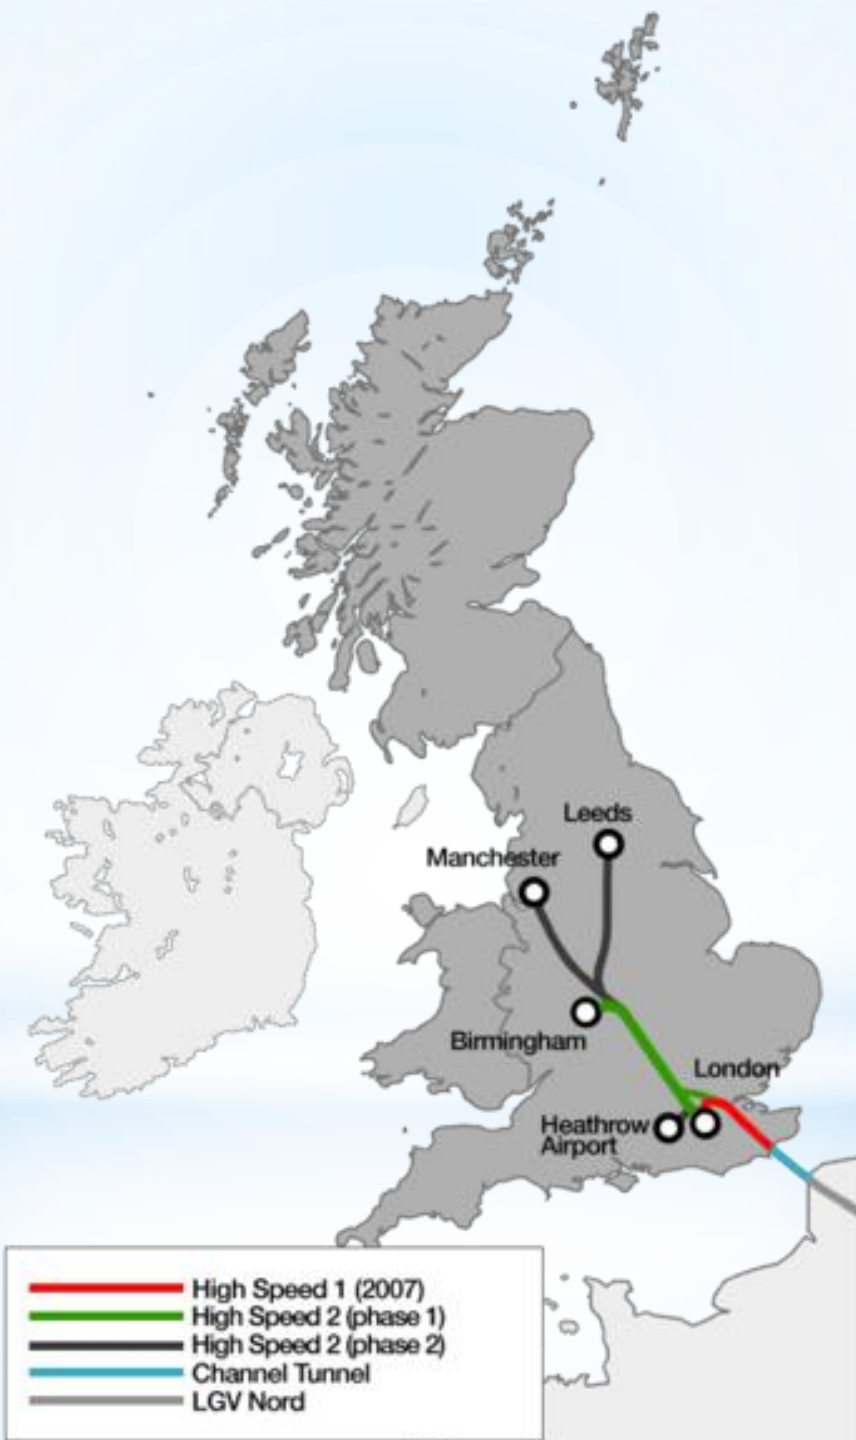 Leeds
Manchester
Birmingham
London
Heathrow
Airport
High Speed 1 (2007)
High Speed 2 (phase 1)
High Speed 2 (phase 2)
Channel Tunnel
LGV Nord